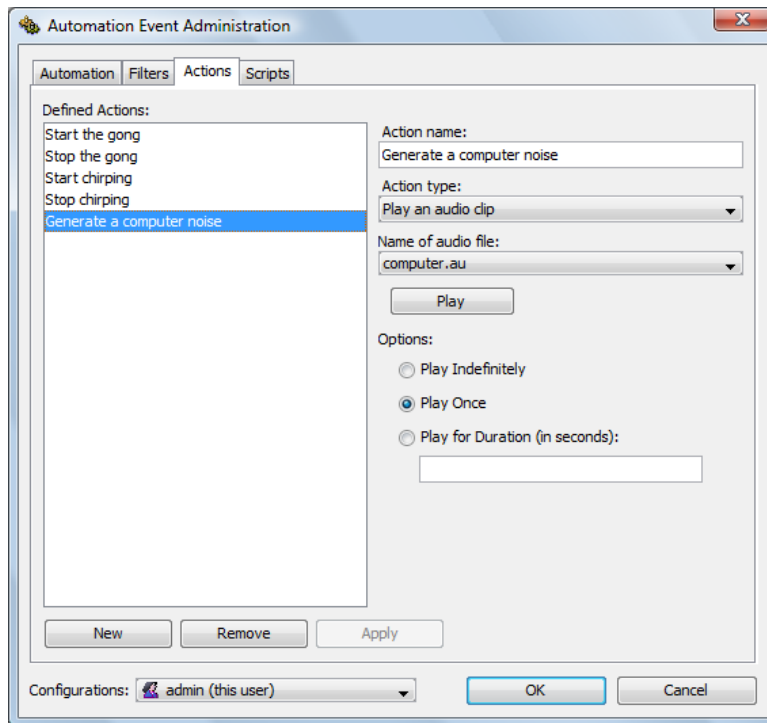 Automation Event Administration
Automation Filters Actions Scripts
Defined Actions:
Start the gong
Stop the gong
Start chirping
Stop chirping
Generate a computer noise
Action name:
Generate a computer noise
Action type:
Play an audio clip
Name of audio file:
computer.au
Play
Options:
Play Indefinitely
Play Once
Play for Duration (in seconds):
New Remove Apply
Configurations: admin (this user) OK Cancel